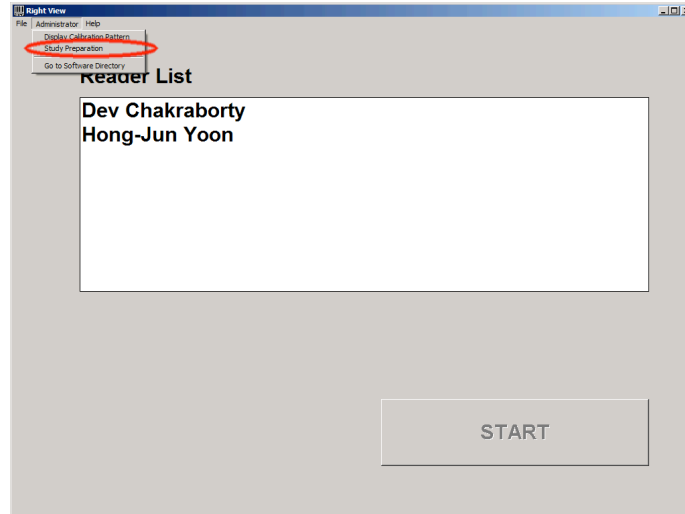 Right View
File Administrator Help
Display Calibration Pattern
Study Preparation
Go to Software Directory
Reader List
Dev Chakraborty
Hong-Jun Yoon
START